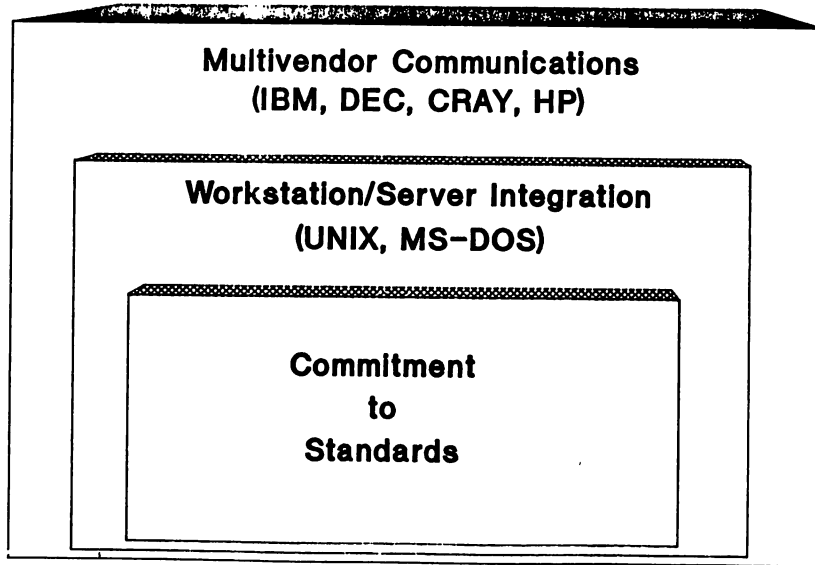 Multivendor Communications
(IBM, DEC, CRAY, HP)
Workstation/Server Integration
(UNIX, MS-DOS)
Commitment
to
Standards